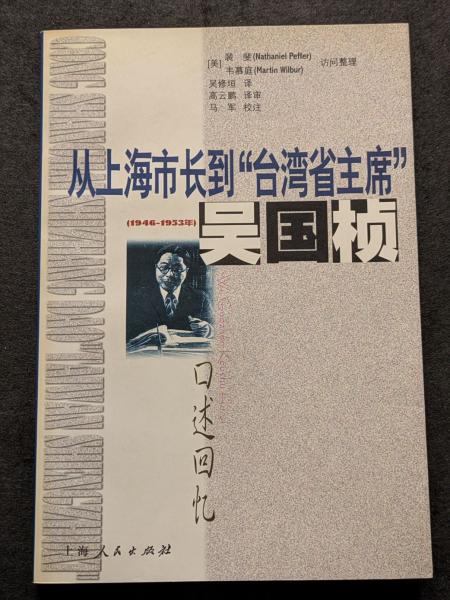 [美] 裴 斐(Nathaniel Peffer)
韦慕庭(Martin Wilbur) 访问整理
吴修垣 译
高云鹏 译审
马 军 校注
从上海市长到“台湾省主席”
(1946-1953年)
吴国桢
口述回忆
上海人民出版社